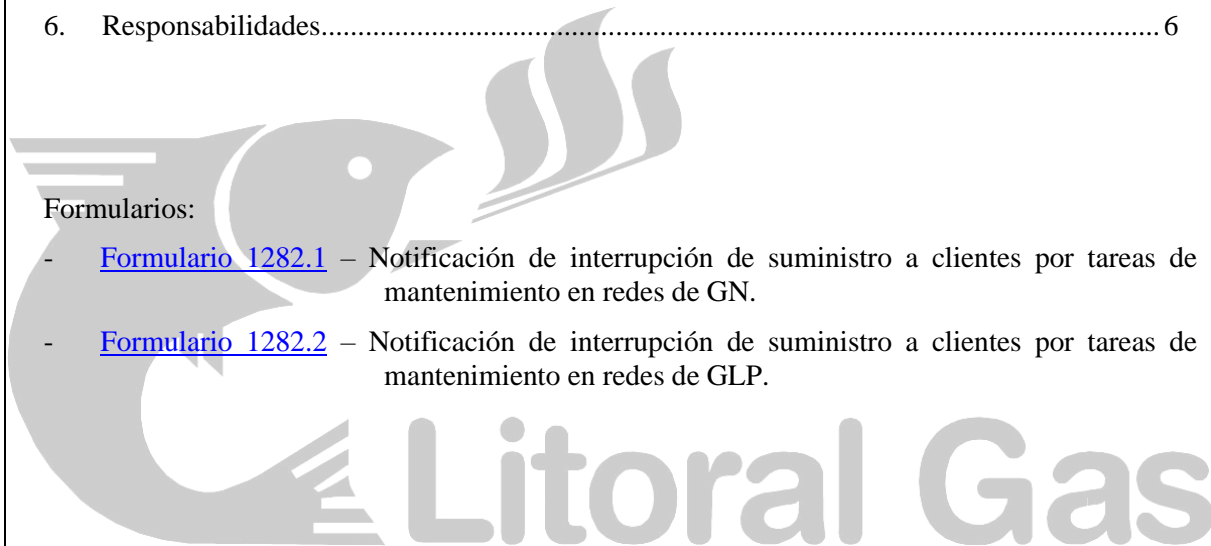 6. Responsabilidades.................................................................................................................. 6
Formularios:
- Formulario 1282.1 – Notificación de interrupción de suministro a clientes por tareas de
mantenimiento en redes de GN.
- Formulario 1282.2 – Notificación de interrupción de suministro a clientes por tareas de
mantenimiento en redes de GLP.
Litoral Gas